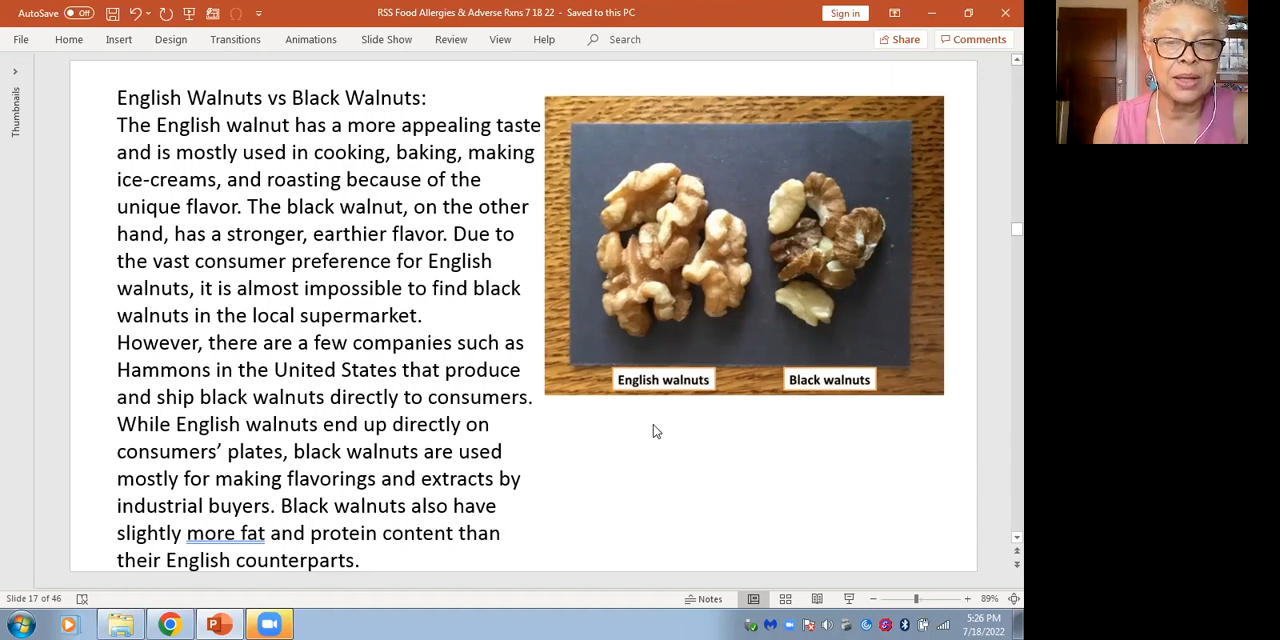 AutoSave Off
RSS Food Allergies & Adverse Rxns 7 18 22 - Saved to this PC
Sign in
File Home Insert Design Transitions Animations Slide Show Review View Help Search
Share Comments
Thumbnails
English Walnuts vs Black Walnuts:
The English walnut has a more appealing taste
and is mostly used in cooking, baking, making
ice-creams, and roasting because of the
unique flavor. The black walnut, on the other
hand, has a stronger, earthier flavor. Due to
the vast consumer preference for English
walnuts, it is almost impossible to find black
walnuts in the local supermarket.
However, there are a few companies such as
Hammons in the United States that produce
and ship black walnuts directly to consumers.
While English walnuts end up directly on
consumers’ plates, black walnuts are used
mostly for making flavorings and extracts by
industrial buyers. Black walnuts also have
slightly more fat and protein content than
their English counterparts.
English walnuts
Black walnuts
Slide 17 of 46
Notes
89%
5:26 PM
7/18/2022